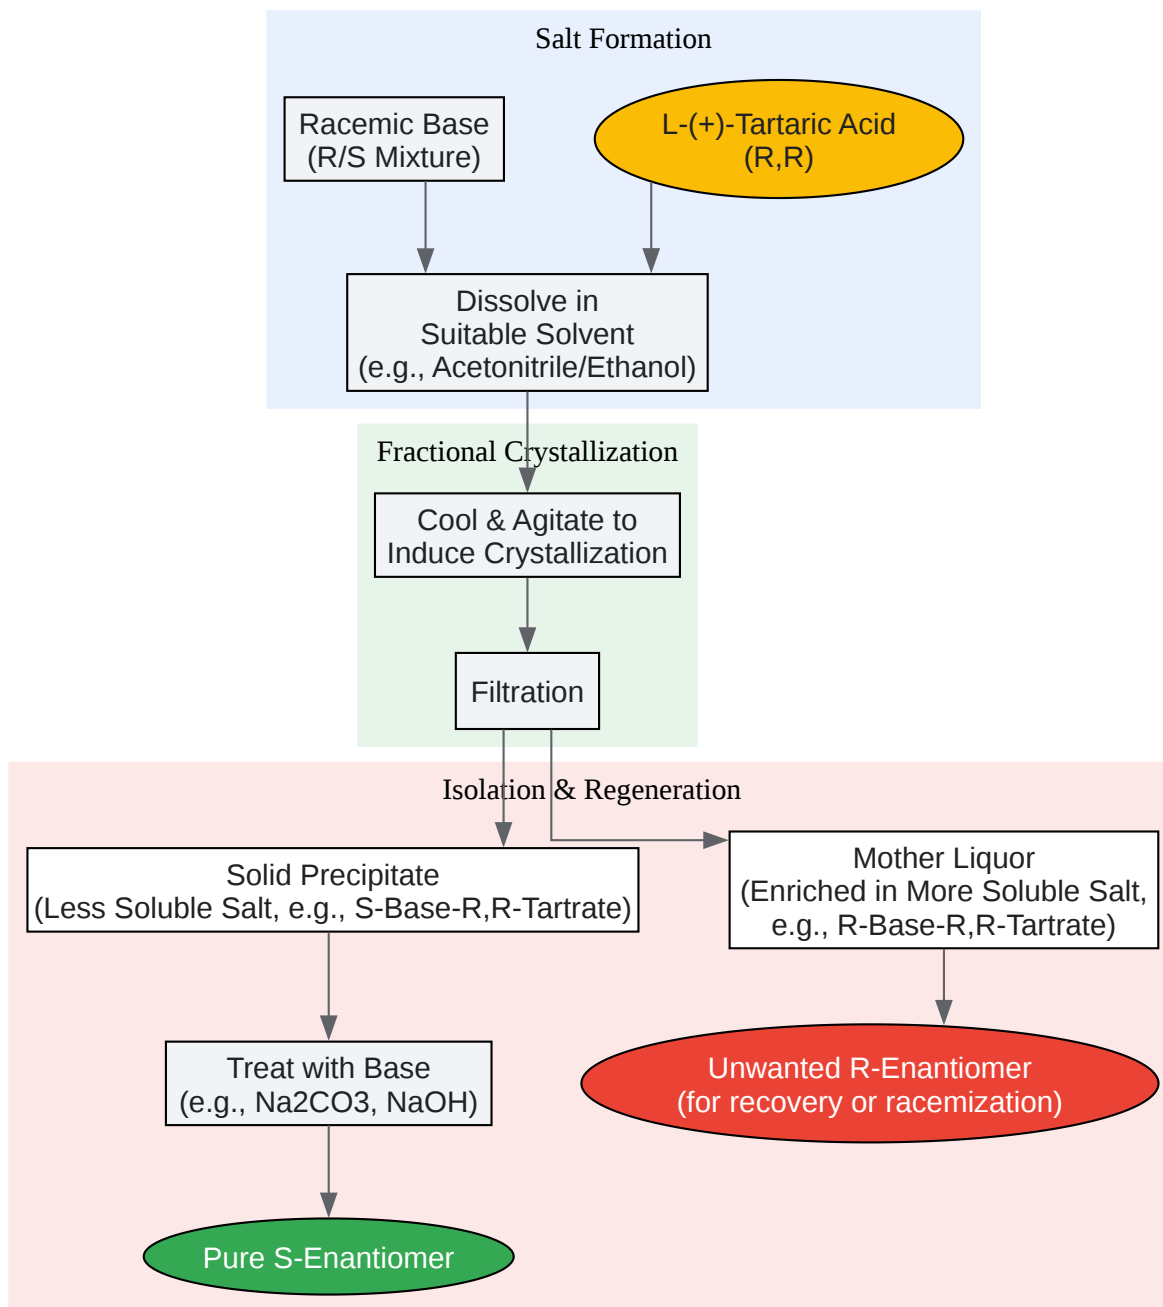 Salt Formation
Racemic Base
(R/S Mixture)
L-(+)-Tartaric Acid
(R,R)
Dissolve in
Suitable Solvent
(e.g., Acetonitrile/Ethanol)
Fractional Crystallization
Cool & Agitate to
Induce Crystallization
Filtration
Isolation & Regeneration
Solid Precipitate
(Less Soluble Salt, e.g., S-Base-R,R-Tartrate)
Mother Liquor
(Enriched in More Soluble Salt,
e.g., R-Base-R,R-Tartrate)
Treat with Base
(e.g., Na2CO3, NaOH)
Unwanted R-Enantiomer
(for recovery or racemization)
Pure S-Enantiomer